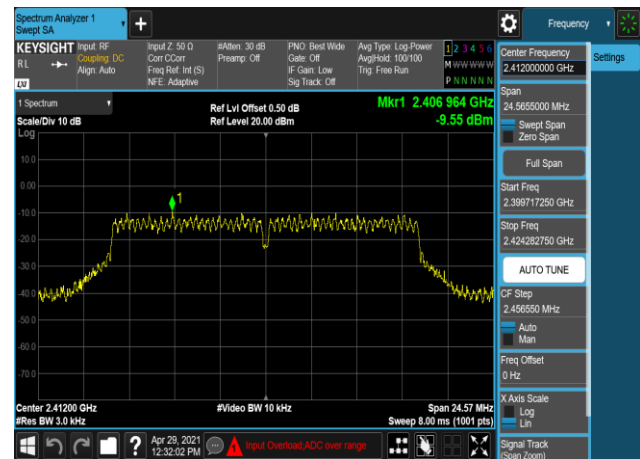 Spectrum Analyzer 1
Swept SA
+
Frequency
KEYSIGHT
RL
LXI
Input: RF
Coupling: DC
Align: Auto
Input Z: 50 Ω
Corr CCorr
Freq Ref: Int (S)
NFE: Adaptive
#Atten: 30 dB
Preamp: Off
PNO: Best Wide
Gate: Off
IF Gain: Low
Sig Track: Off
Avg Type: Log-Power
Avg|Hold: 100/100
Trig: Free Run
1 2 3 4 5 6
M W W W W W
P N N N N N
1 Spectrum
Scale/Div 10 dB
Log
Ref Lvl Offset 0.50 dB
Ref Level 20.00 dBm
Mkr1 2.406 964 GHz
-9.55 dBm
1
10.0
0.00
-10.0
-20.0
-30.0
-40.0
-50.0
-60.0
-70.0
Center 2.41200 GHz
#Res BW 3.0 kHz
#Video BW 10 kHz
Span 24.57 MHz
Sweep 8.00 ms (1001 pts)
?
Apr 29, 2021
12:32:02 PM
Input Overload;ADC over range
Center Frequency
2.412000000 GHz
Span
24.5655000 MHz
Swept Span
Zero Span
Full Span
Start Freq
2.399717250 GHz
Stop Freq
2.424282750 GHz
AUTO TUNE
CF Step
2.456550 MHz
Auto
Man
Freq Offset
0 Hz
X Axis Scale
Log
Lin
Signal Track
(Span Zoom)
Settings